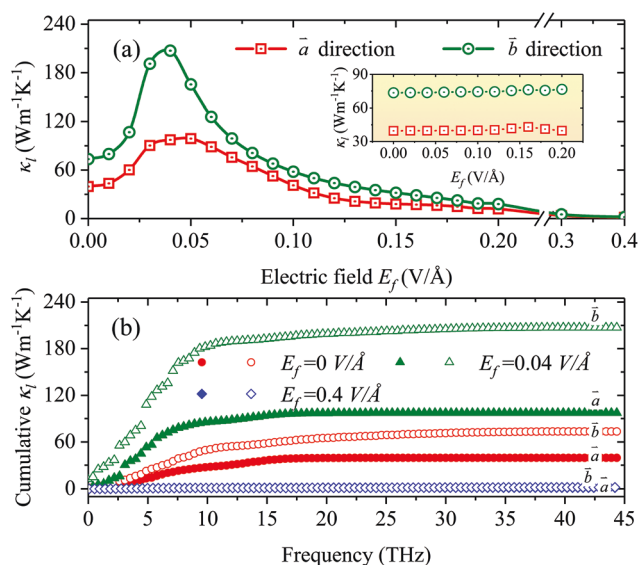 (a)
a̅ direction
b̅ direction
κl (Wm-1K-1)
240
180
120
60
0
κl (Wm-1K-1)
90
60
30
0.00 0.05 0.10 0.15 0.20
Ef (V/Å)
0.00 0.05 0.10 0.15 0.20 0.3 0.4
Electric field Ef (V/Å)
(b)
Cumulative κl (Wm-1K-1)
240
180
120
60
0
b̅
Ef=0 V/Å Ef=0.04 V/Å
Ef=0.4 V/Å
a̅
b̅
a̅
b̅ a̅
0 5 10 15 20 25 30 35 40 45
Frequency (THz)